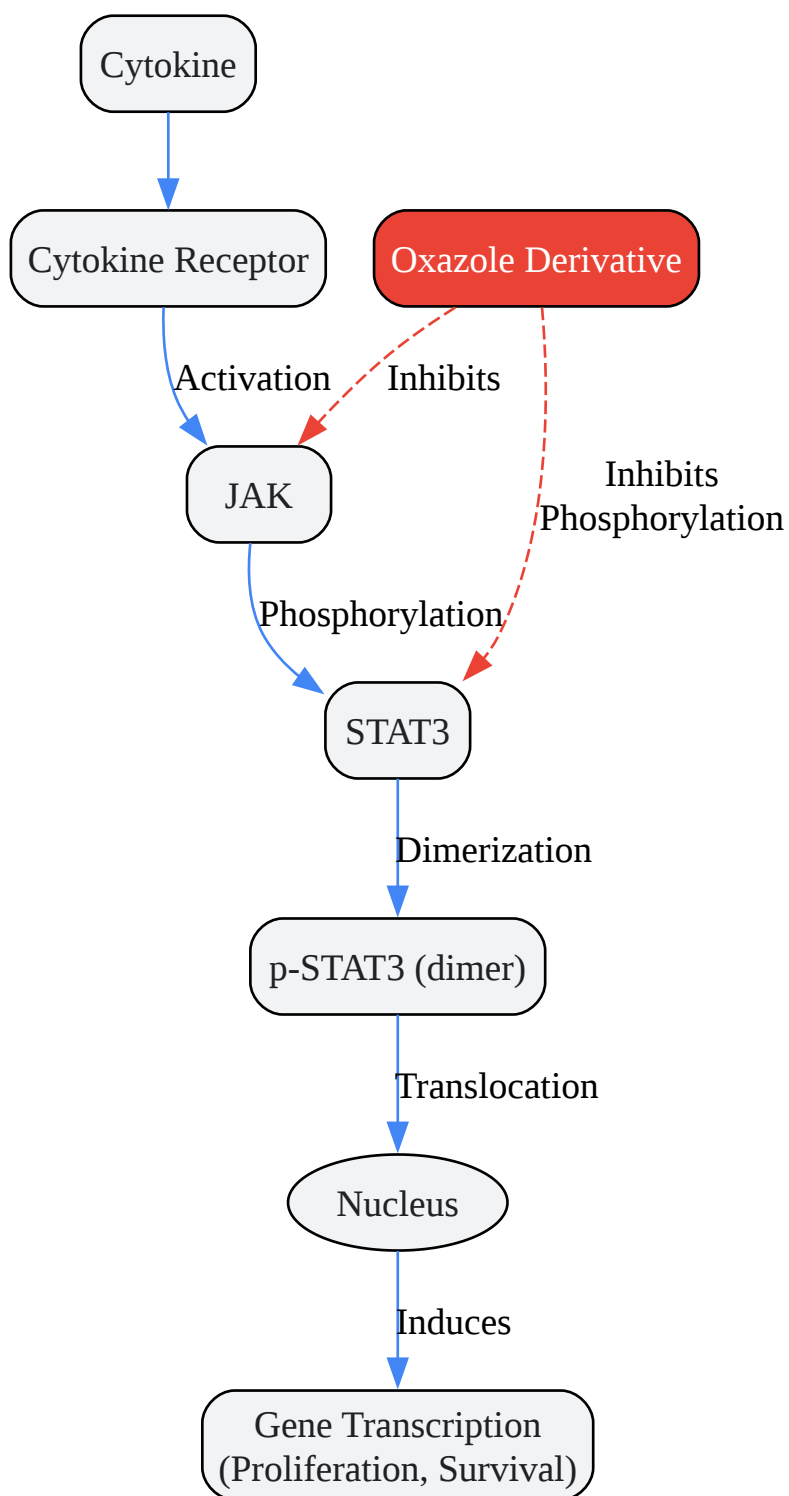 Cytokine
Cytokine Receptor
Oxazole Derivative
Activation
Inhibits
JAK
Inhibits
Phosphorylation
Phosphorylation
STAT3
Dimerization
p-STAT3 (dimer)
Translocation
Nucleus
Induces
Gene Transcription
(Proliferation, Survival)